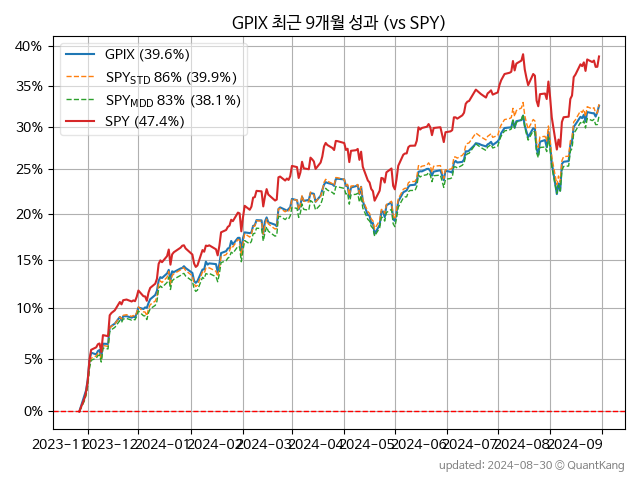 GPIX 최근 9개월 성과 (vs SPY)
GPIX (39.6%)
SPY_STD 86% (39.9%)
SPY_MDD 83% (38.1%)
SPY (47.4%)
40%
35%
30%
25%
20%
15%
10%
5%
0%
2023-11 2023-12 2024-01 2024-02 2024-03 2024-04 2024-05 2024-06 2024-07 2024-08 2024-09
updated: 2024-08-30 © QuantKang